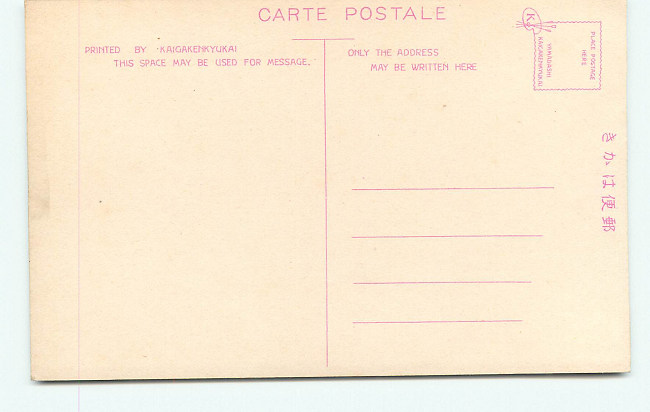 CARTE POSTALE
PRINTED BY KAIGAKENKYUKAI
THIS SPACE MAY BE USED FOR MESSAGE.
ONLY THE ADDRESS
MAY BE WRITTEN HERE
K
PLACE POSTAGE
HERE
KAIGAKENKYUKAI
きかは便郵